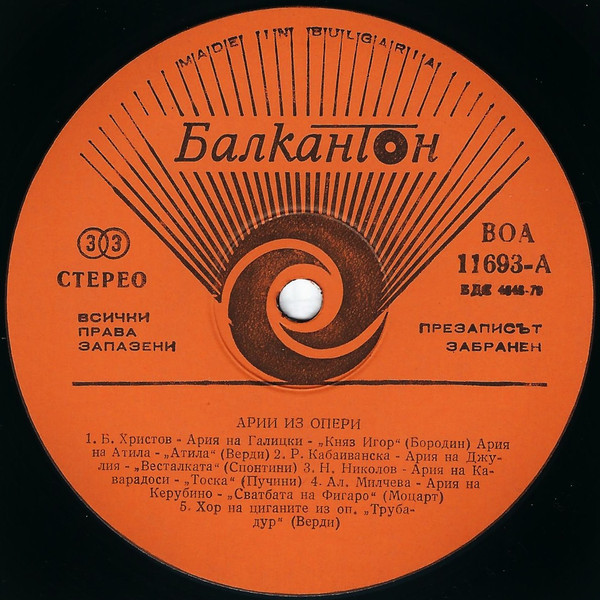 MADE IN BULGARIA
Балкантон
33
СТЕРЕО
ВСИЧКИ
ПРАВА
ЗАПАЗЕНИ
ВОА
11693-А
БДС 4848-79
ПРЕЗАПИСЪТ
ЗАБРАНЕН
АРИИ ИЗ ОПЕРИ
1. Б. Христов - Ария на Галицки - „Княз Игор“ (Бородин) Ария
на Атила - „Атила“ (Верди) 2. Р. Кабаиванска - Ария на Джу-
лия - „Весталката“ (Спонтини) 3. Н. Николов - Ария на Ка-
варадоси - „Тоска“ (Пучини) 4. Ал. Милчева - Ария на
Керубино - „Сватбата на Фигаро“ (Моцарт)
5. Хор на циганите из оп. „Труба-
дур“ (Верди)